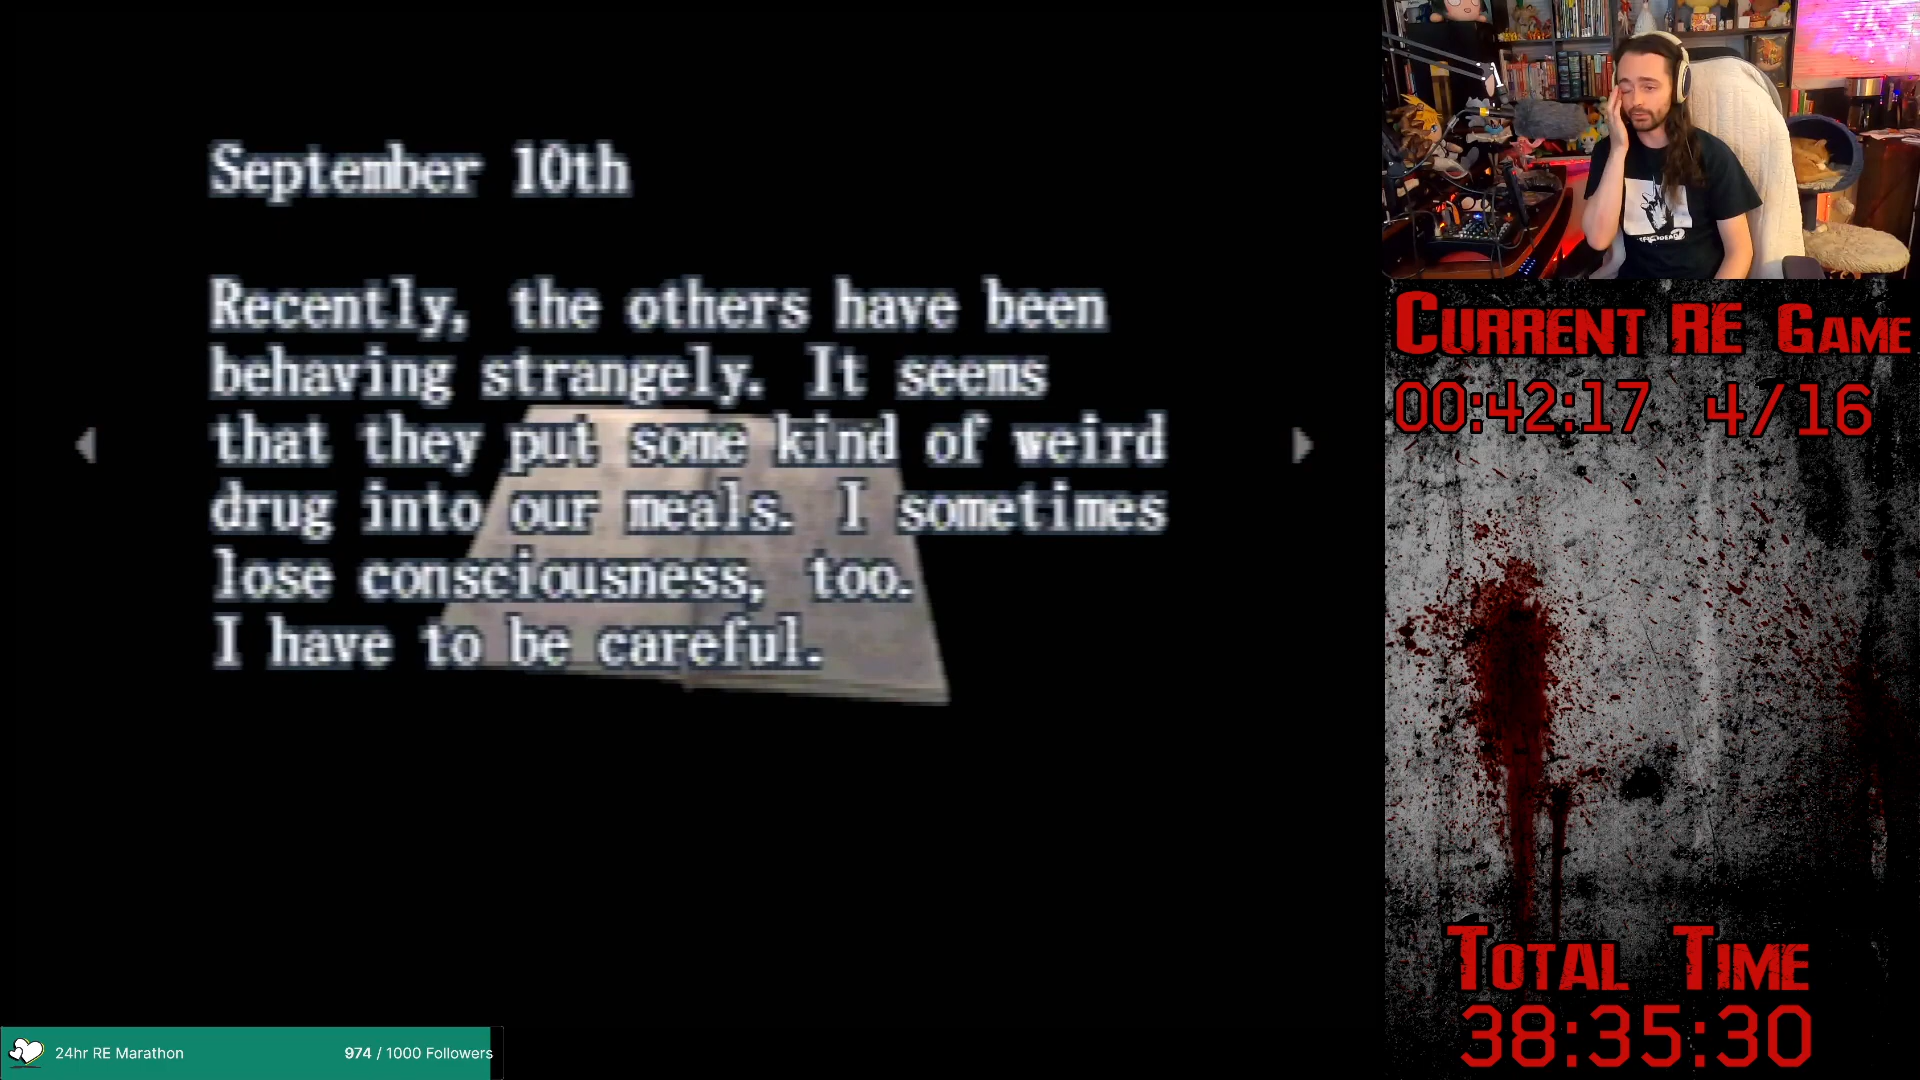 September 10th
Recently, the others have been
behaving strangely. It seems
that they put some kind of weird
drug into our meals. I sometimes
lose consciousness, too.
I have to be careful.
Current RE Game
00:42:17 4/16
Total Time
38:35:30
24hr RE Marathon 974 / 1000 Followers